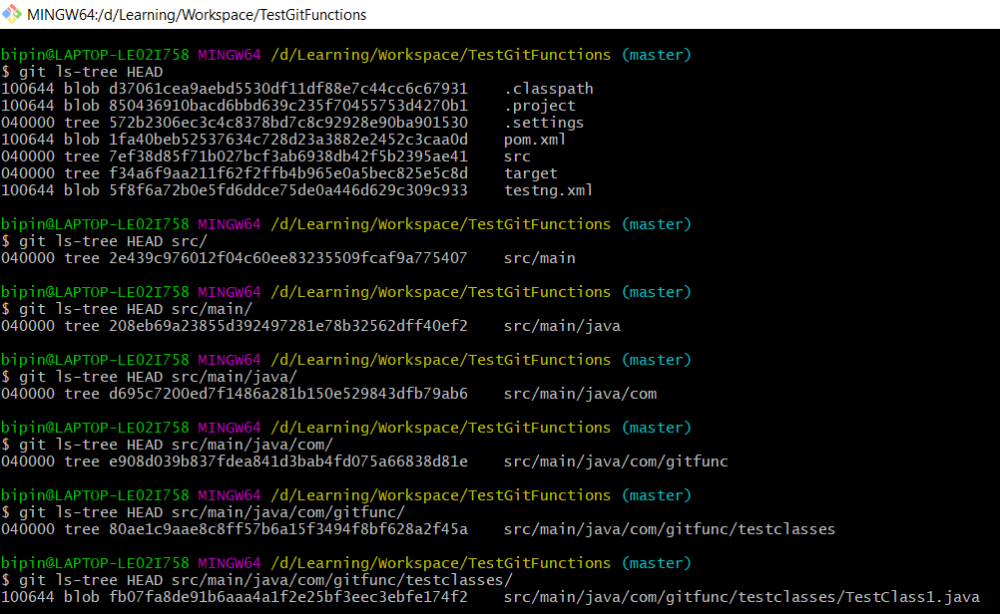 MINGW64:/d/Learning/Workspace/TestGitFunctions
bipin@LAPTOP-LEO2I758 MINGW64 /d/Learning/Workspace/TestGitFunctions (master)
$ git ls-tree HEAD
100644 blob d37061cea9aebd5530df11df88e7c44cc6c67931    .classpath
100644 blob 850436910bacd6bbd639c235f70455753d4270b1    .project
040000 tree 572b2306ec3c4c8378bd7c8c92928e90ba901530    .settings
100644 blob 1fa40beb52537634c728d23a3882e2452c3caa0d    pom.xml
040000 tree 7ef38d85f71b027bcf3ab6938db42f5b2395ae41    src
040000 tree f34a6f9aa211f62f2ffb4b965e0a5bec825e5c8d    target
100644 blob 5f8f6a72b0e5fd6ddce75de0a446d629c309c933    testng.xml
bipin@LAPTOP-LEO2I758 MINGW64 /d/Learning/Workspace/TestGitFunctions (master)
$ git ls-tree HEAD src/
040000 tree 2e439c976012f04c60ee83235509fcaf9a775407    src/main
bipin@LAPTOP-LEO2I758 MINGW64 /d/Learning/Workspace/TestGitFunctions (master)
$ git ls-tree HEAD src/main/
040000 tree 208eb69a23855d392497281e78b32562dff40ef2    src/main/java
bipin@LAPTOP-LEO2I758 MINGW64 /d/Learning/Workspace/TestGitFunctions (master)
$ git ls-tree HEAD src/main/java/
040000 tree d695c7200ed7f1486a281b150e529843dfb79ab6    src/main/java/com
bipin@LAPTOP-LEO2I758 MINGW64 /d/Learning/Workspace/TestGitFunctions (master)
$ git ls-tree HEAD src/main/java/com/
040000 tree e908d039b837fdea841d3bab4fd075a66838d81e    src/main/java/com/gitfunc
bipin@LAPTOP-LEO2I758 MINGW64 /d/Learning/Workspace/TestGitFunctions (master)
$ git ls-tree HEAD src/main/java/com/gitfunc/
040000 tree 80ae1c9aae8c8ff57b6a15f3494f8bf628a2f45a    src/main/java/com/gitfunc/testclasses
bipin@LAPTOP-LEO2I758 MINGW64 /d/Learning/Workspace/TestGitFunctions (master)
$ git ls-tree HEAD src/main/java/com/gitfunc/testclasses/
100644 blob fb07fa8de91b6aaa4a1f2e25bf3eec3ebfe174f2    src/main/java/com/gitfunc/testclasses/TestClass1.java